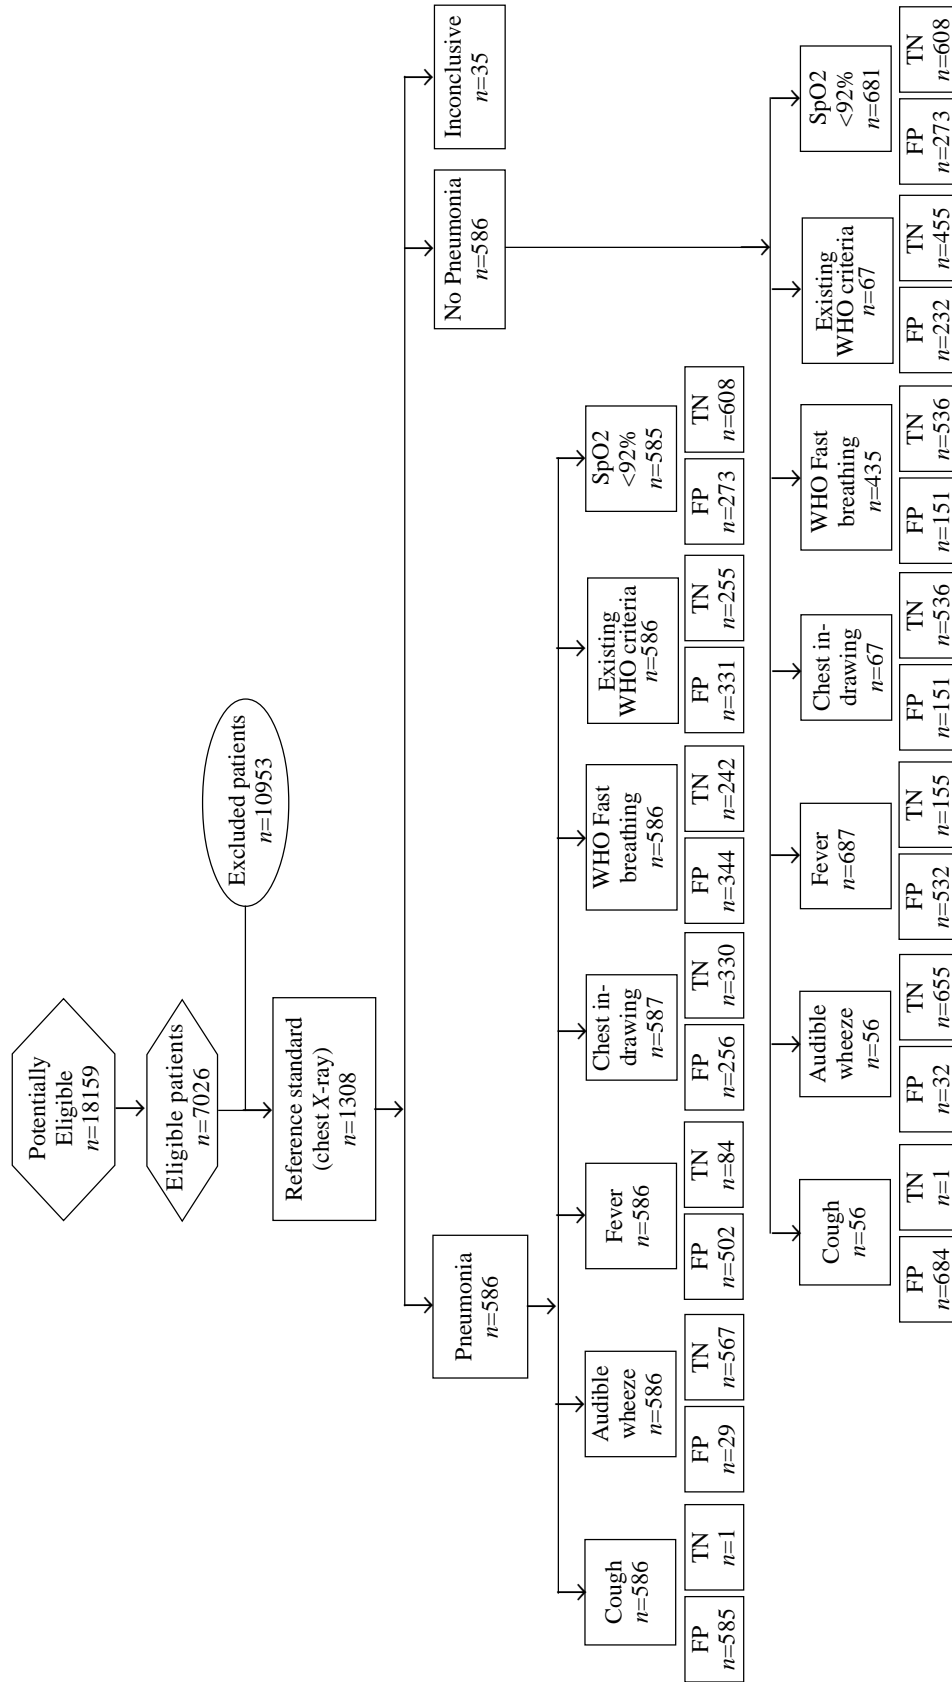 Potentially
Eligible
n=18159
Eligible patients
n=7026
Excluded patients
n=10953
Reference standard
(chest X-ray)
n=1308
Pneumonia
n=586
No Pneumonia
n=586
Inconclusive
n=35
Cough
n=586
Audible
wheeze
n=586
Fever
n=586
Chest in-
drawing
n=587
WHO Fast
breathing
n=586
Existing
WHO criteria
n=586
SpO2
<92%
n=585
FP
n=585
TN
n=1
FP
n=29
TN
n=567
FP
n=502
TN
n=84
FP
n=256
TN
n=330
FP
n=344
TN
n=242
FP
n=331
TN
n=255
FP
n=273
TN
n=608
Cough
n=56
Audible
wheeze
n=56
Fever
n=687
Chest in-
drawing
n=67
WHO Fast
breathing
n=435
Existing
WHO criteria
n=67
SpO2
<92%
n=681
FP
n=684
TN
n=1
FP
n=32
TN
n=655
FP
n=532
TN
n=155
FP
n=151
TN
n=536
FP
n=151
TN
n=536
FP
n=232
TN
n=455
FP
n=273
TN
n=608